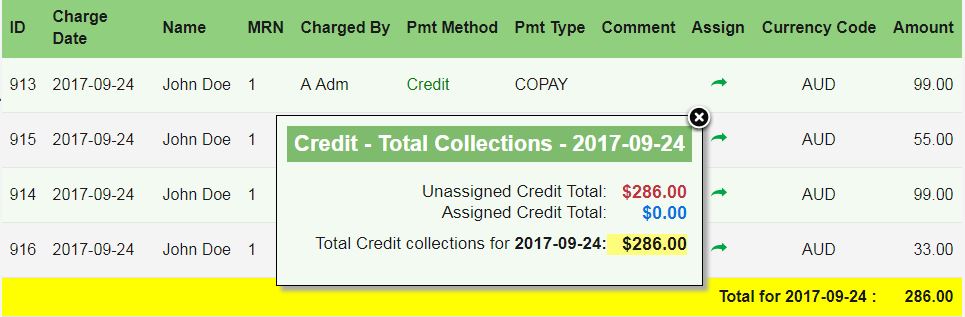 ID Charge Date Name MRN Charged By Pmt Method Pmt Type Comment Assign Currency Code Amount
913 2017-09-24 John Doe 1 A Adm Credit COPAY AUD 99.00
915 2017-09-24 John Doe 1 AUD 55.00
914 2017-09-24 John Doe 1 AUD 99.00
916 2017-09-24 John Doe 1 AUD 33.00
Total for 2017-09-24 : 286.00
Credit - Total Collections - 2017-09-24
Unassigned Credit Total: $286.00
Assigned Credit Total: $0.00
Total Credit collections for 2017-09-24: $286.00